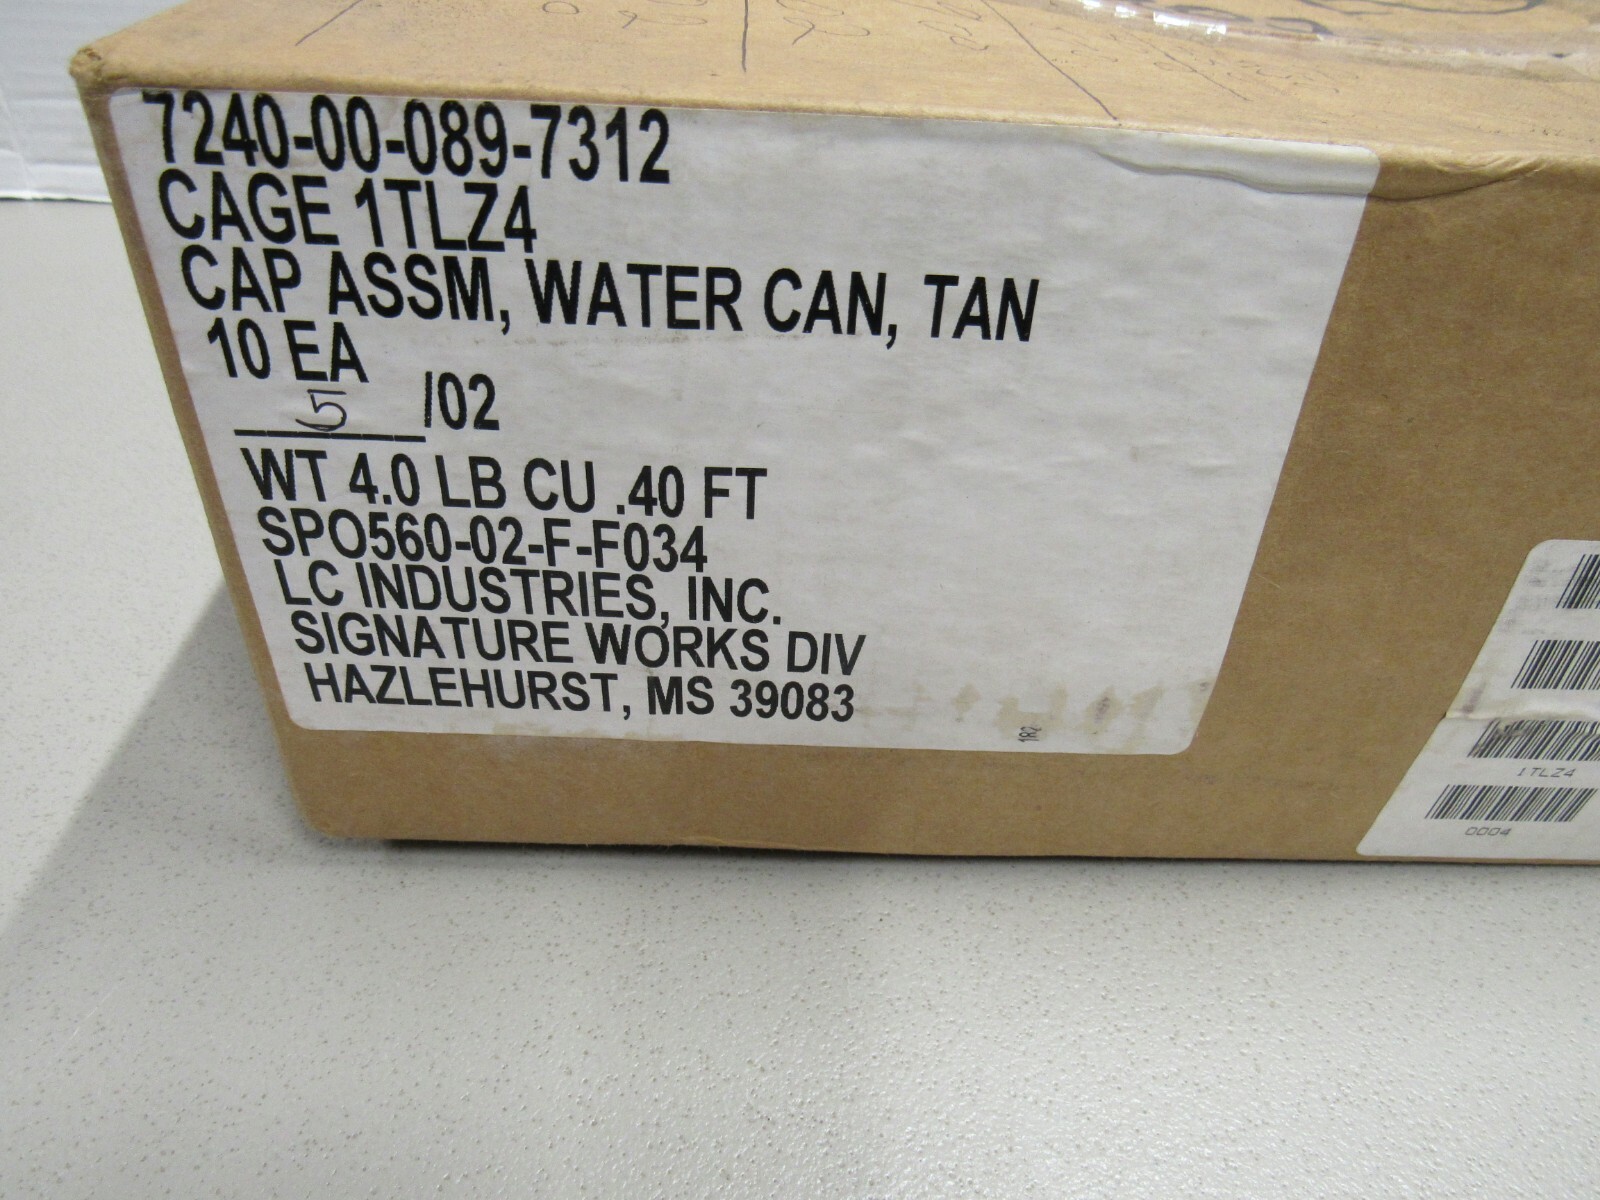 7240-00-089-7312
CAGE 1TLZ4
CAP ASSM, WATER CAN, TAN
10 EA
5 /02
WT 4.0 LB CU .40 FT
SPO560-02-F-F034
LC INDUSTRIES, INC.
SIGNATURE WORKS DIV
HAZLEHURST, MS 39083
182
1TLZ4
0004